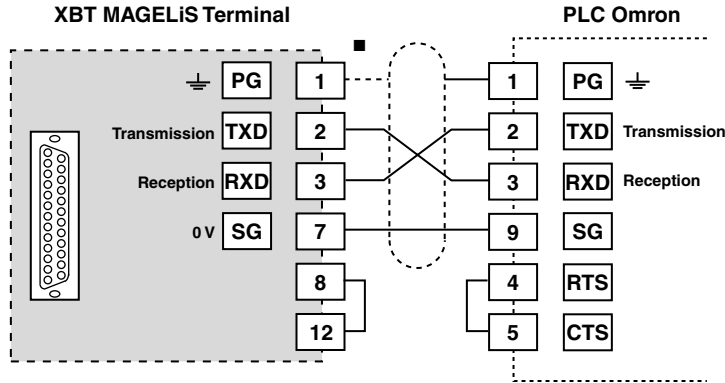 XBT MAGELiS Terminal PLC Omron
PG 1 1 PG
Transmission TXD 2 2 TXD Transmission
Reception RXD 3 3 RXD Reception
0 V SG 7 9 SG
8 4 RTS
12 5 CTS